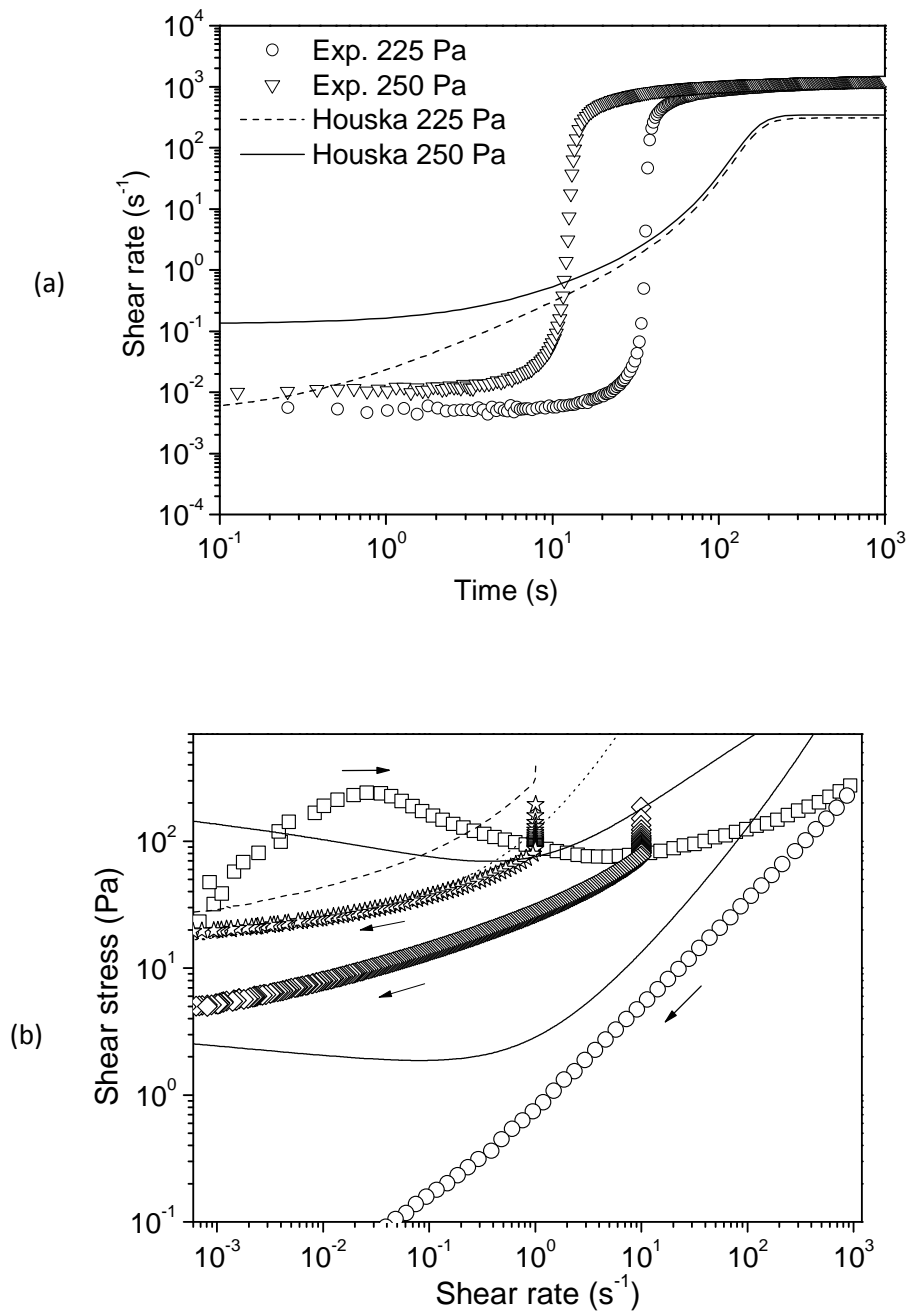 10^4
10^3
10^2
10^1
10^0
10^-1
10^-2
10^-3
10^-4
Shear rate (s^-1)
Exp. 225 Pa
Exp. 250 Pa
Houska 225 Pa
Houska 250 Pa
(a)
10^-1 10^0 10^1 10^2 10^3
Time (s)
10^2
10^1
10^0
10^-1
Shear stress (Pa)
(b)
10^-3 10^-2 10^-1 10^0 10^1 10^2 10^3
Shear rate (s^-1)